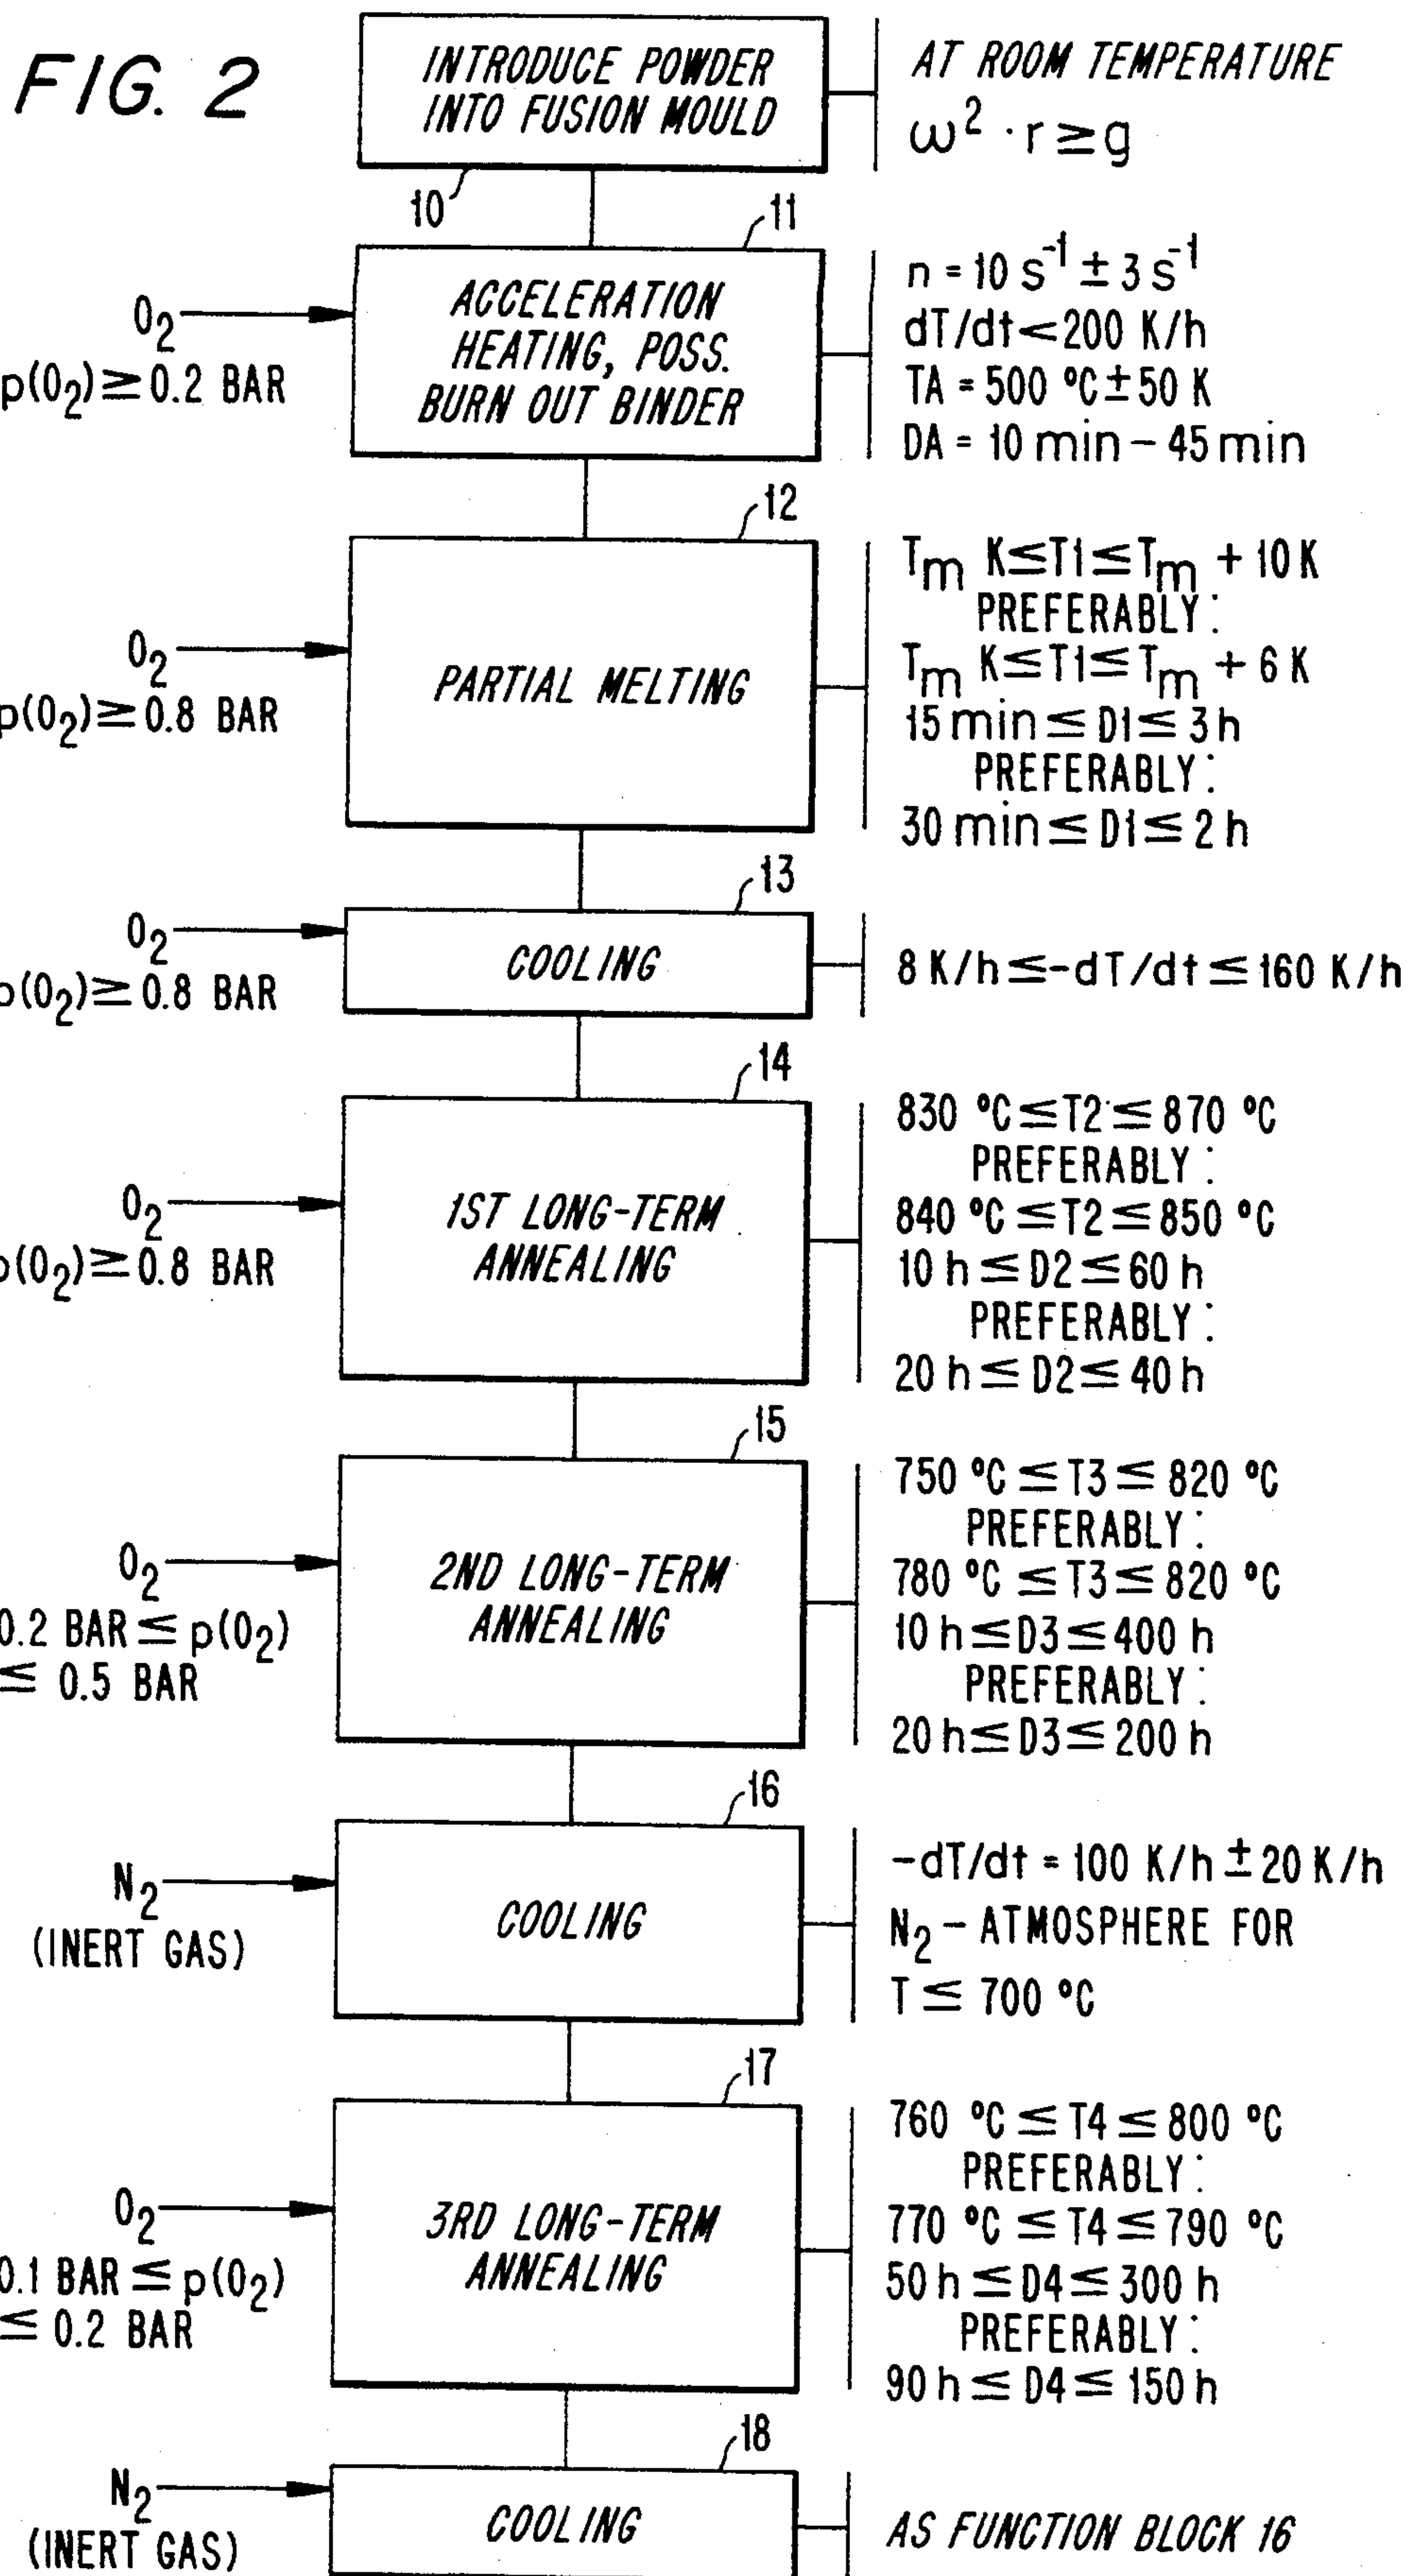 FIG. 2
INTRODUCE POWDER
INTO FUSION MOULD
10
AT ROOM TEMPERATURE
ω² · r ≧ g
11
O₂
p(O₂) ≧ 0.2 BAR
ACCELERATION
HEATING, POSS.
BURN OUT BINDER
n = 10 s⁻¹ ± 3 s⁻¹
dT/dt < 200 K/h
TA = 500 °C ± 50 K
DA = 10 min – 45 min
12
O₂
p(O₂) ≧ 0.8 BAR
PARTIAL MELTING
Tₘ K ≦ T1 ≦ Tₘ + 10 K
PREFERABLY:
Tₘ K ≦ T1 ≦ Tₘ + 6 K
15 min ≦ D1 ≦ 3 h
PREFERABLY:
30 min ≦ D1 ≦ 2 h
13
O₂
p(O₂) ≧ 0.8 BAR
COOLING
8 K/h ≦ -dT/dt ≦ 160 K/h
14
O₂
p(O₂) ≧ 0.8 BAR
1ST LONG-TERM
ANNEALING
830 °C ≦ T2 ≦ 870 °C
PREFERABLY:
840 °C ≦ T2 ≦ 850 °C
10 h ≦ D2 ≦ 60 h
PREFERABLY:
20 h ≦ D2 ≦ 40 h
15
O₂
0.2 BAR ≦ p(O₂)
≦ 0.5 BAR
2ND LONG-TERM
ANNEALING
750 °C ≦ T3 ≦ 820 °C
PREFERABLY:
780 °C ≦ T3 ≦ 820 °C
10 h ≦ D3 ≦ 400 h
PREFERABLY:
20 h ≦ D3 ≦ 200 h
16
N₂
(INERT GAS)
COOLING
-dT/dt = 100 K/h ± 20 K/h
N₂ – ATMOSPHERE FOR
T ≦ 700 °C
17
O₂
0.1 BAR ≦ p(O₂)
≦ 0.2 BAR
3RD LONG-TERM
ANNEALING
760 °C ≦ T4 ≦ 800 °C
PREFERABLY:
770 °C ≦ T4 ≦ 790 °C
50 h ≦ D4 ≦ 300 h
PREFERABLY:
90 h ≦ D4 ≦ 150 h
18
N₂
(INERT GAS)
COOLING
AS FUNCTION BLOCK 16